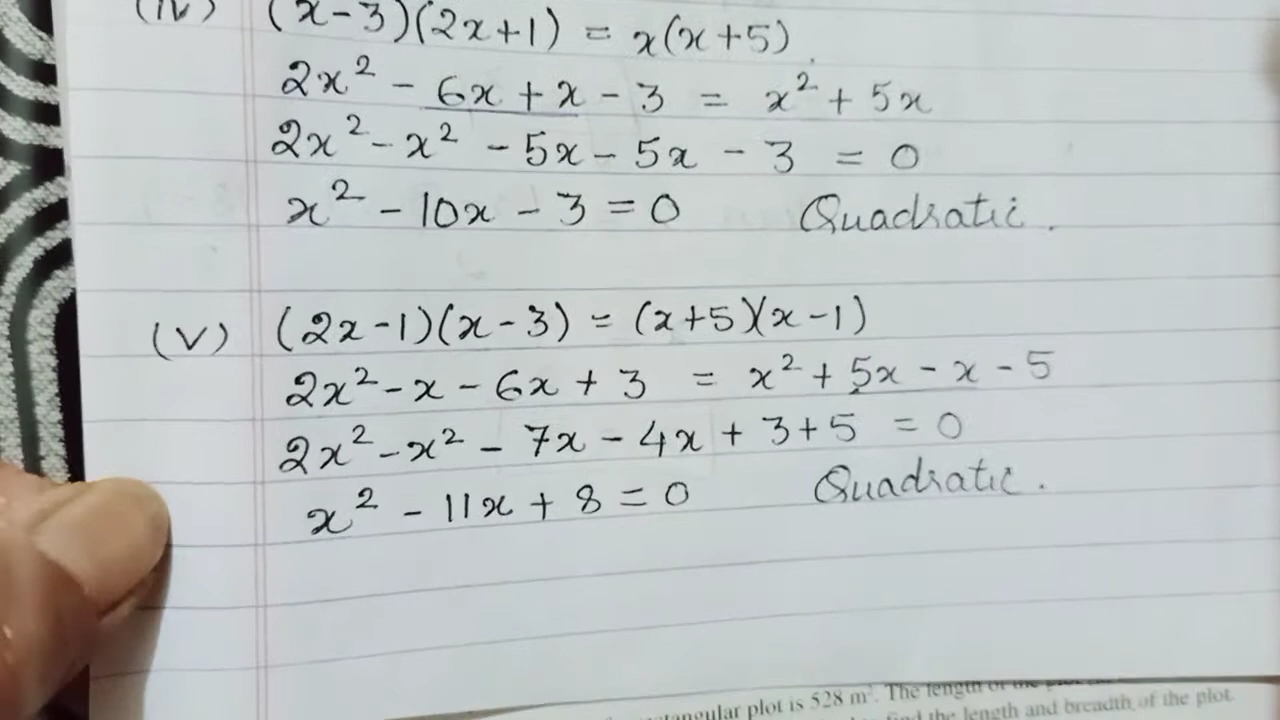 (iv) (x-3)(2x+1) = x(x+5)
2x² - 6x + x - 3 = x² + 5x
2x² - x² - 5x - 5x - 3 = 0
x² - 10x - 3 = 0 Quadratic.
(V) (2x-1)(x-3) = (x+5)(x-1)
2x² - x - 6x + 3 = x² + 5x - x - 5
2x² - x² - 7x - 4x + 3 + 5 = 0
x² - 11x + 8 = 0 Quadratic.
plot is 528 m². The length of the
find the length and breadth of the plot.